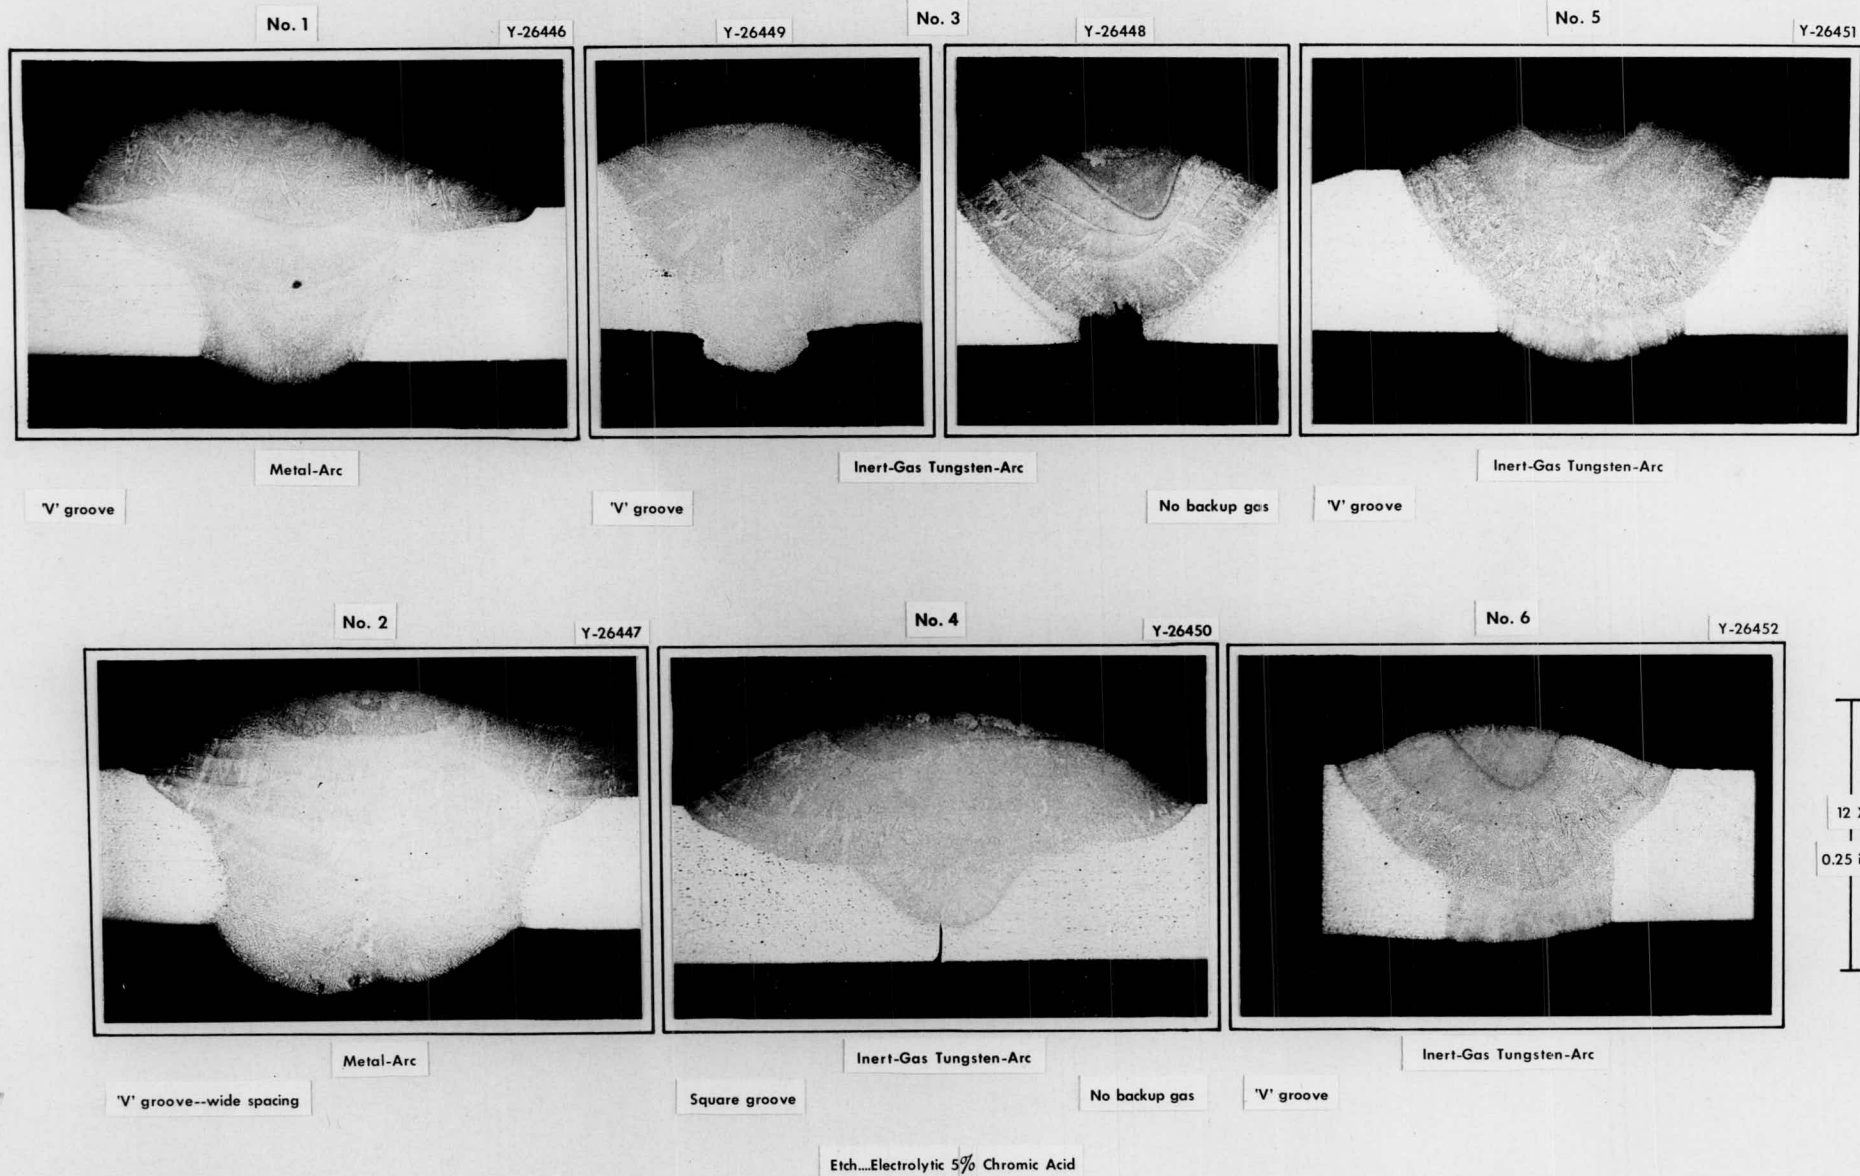 No. 1
Y-26446
Y-26449
No. 3
Y-26448
No. 5
Y-26451
Metal-Arc
Inert-Gas Tungsten-Arc
Inert-Gas Tungsten-Arc
'V' groove
'V' groove
No backup gas
'V' groove
No. 2
Y-26447
No. 4
Y-26450
No. 6
Y-26452
12
0.25
Metal-Arc
Inert-Gas Tungsten-Arc
Inert-Gas Tungsten-Arc
'V' groove--wide spacing
Square groove
No backup gas
'V' groove
Etch....Electrolytic 5% Chromic Acid